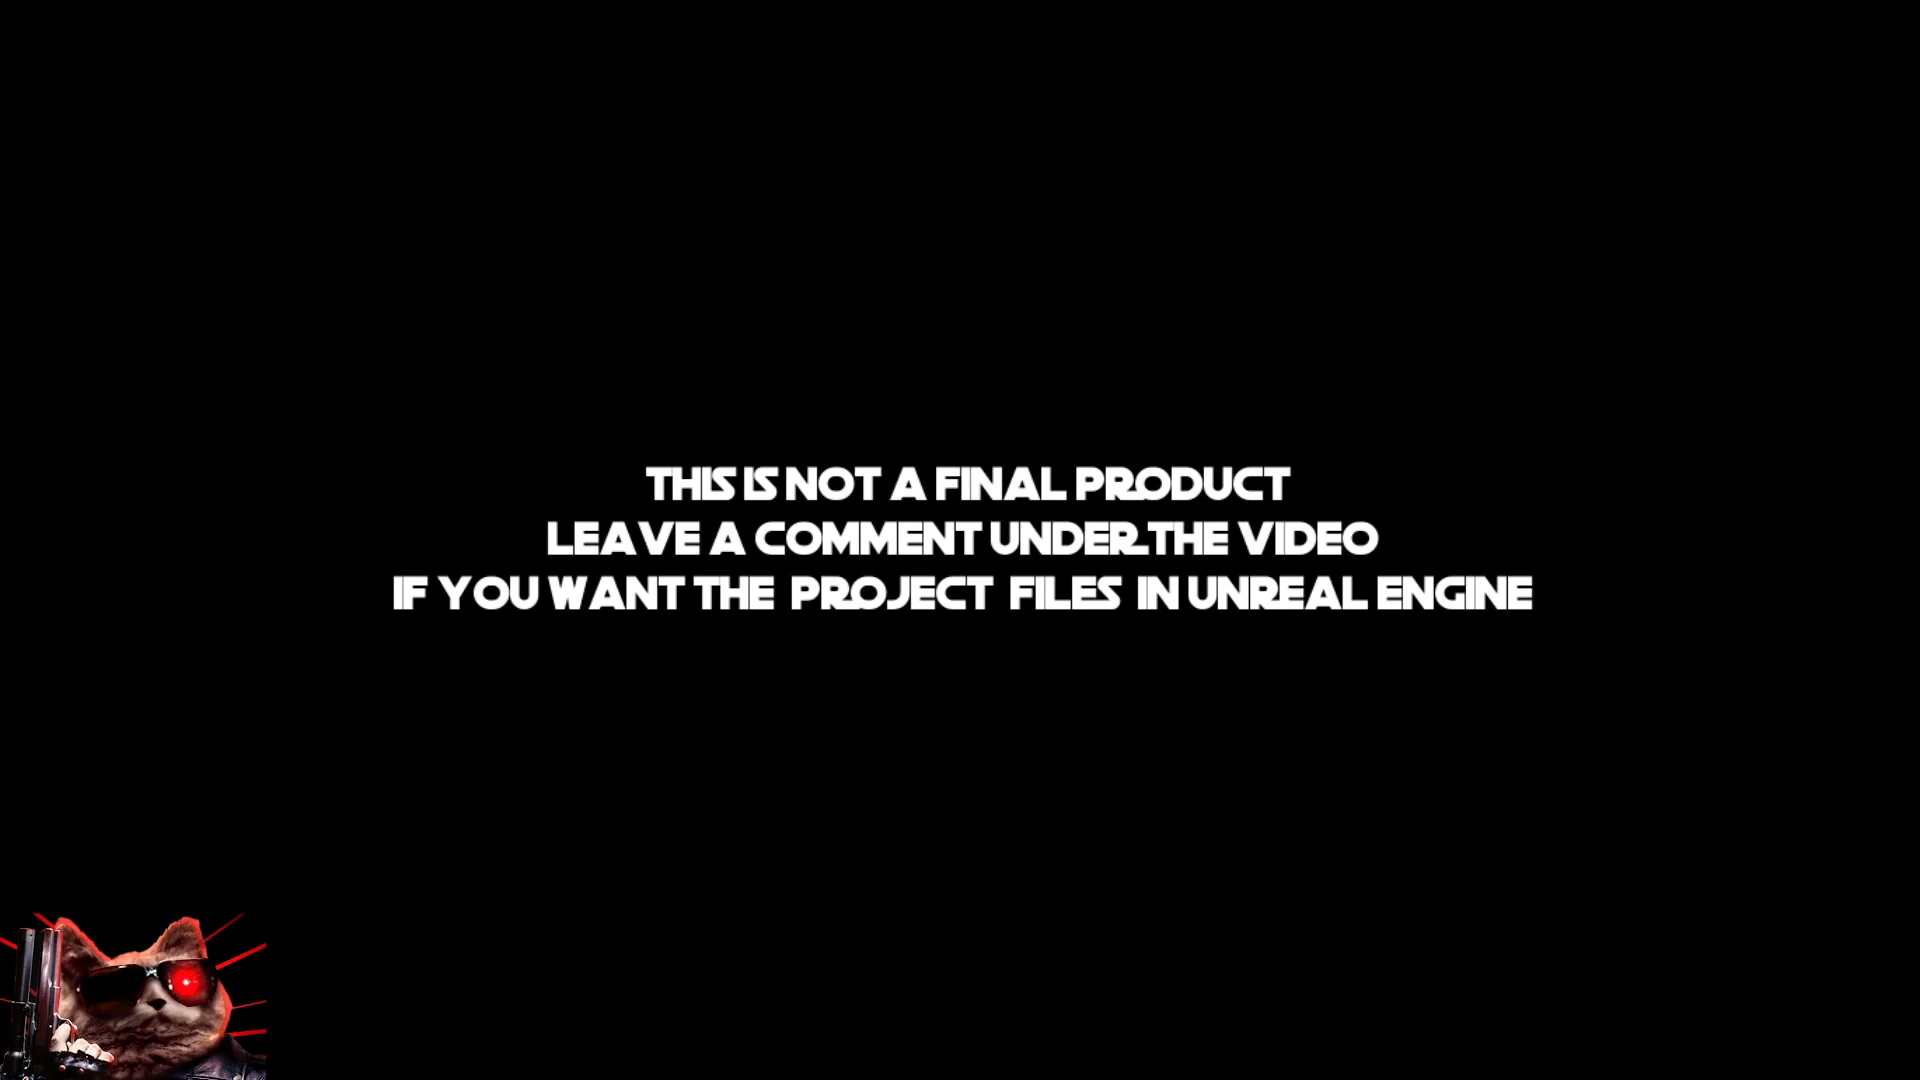 THIS IS NOT A FINAL PRODUCT
LEAVE A COMMENT UNDER THE VIDEO
IF YOU WANT THE PROJECT FILES IN UNREAL ENGINE